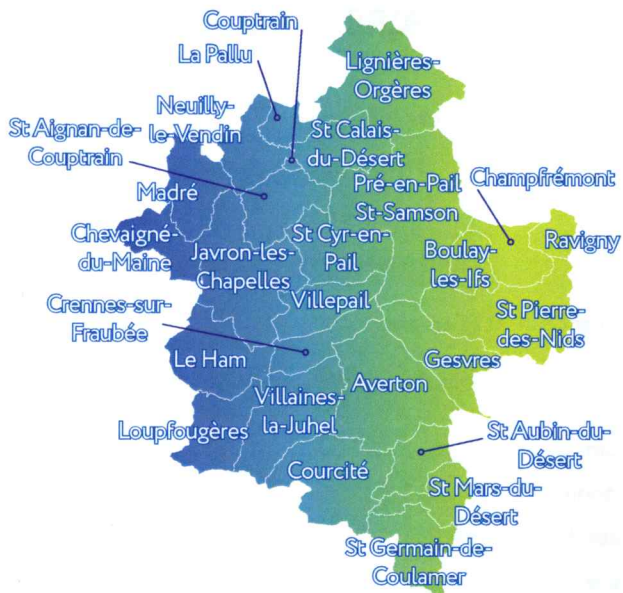 Couptrain
La Pallu
Lignières-
Orgères
Neuilly-
le-Vendin
St Aignan-de-
Couptrain
St Calais-
du-Désert
Madré
Pré-en-Pail
St-Samson
Champfrémont
Chevaigné-
du-Maine
Javron-les-
Chapelles
St Cyr-en-
Pail
Boulay-
les-Ifs
Ravigny
Crennes-sur-
Fraubée
Villepail
St Pierre-
des-Nids
Le Ham
Gesvres
Averton
Villaines-
la-Juhel
Loupfougères
St Aubin-du-
Désert
Courcité
St Mars-du-
Désert
St Germain-de-
Coulamer